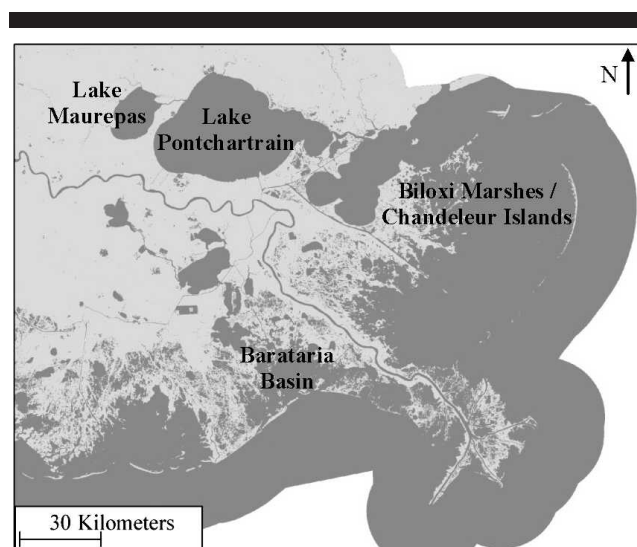 N
Lake
Maurepas
Lake
Pontchartrain
Biloxi Marshes /
Chandeleur Islands
Barataria
Basin
30 Kilometers